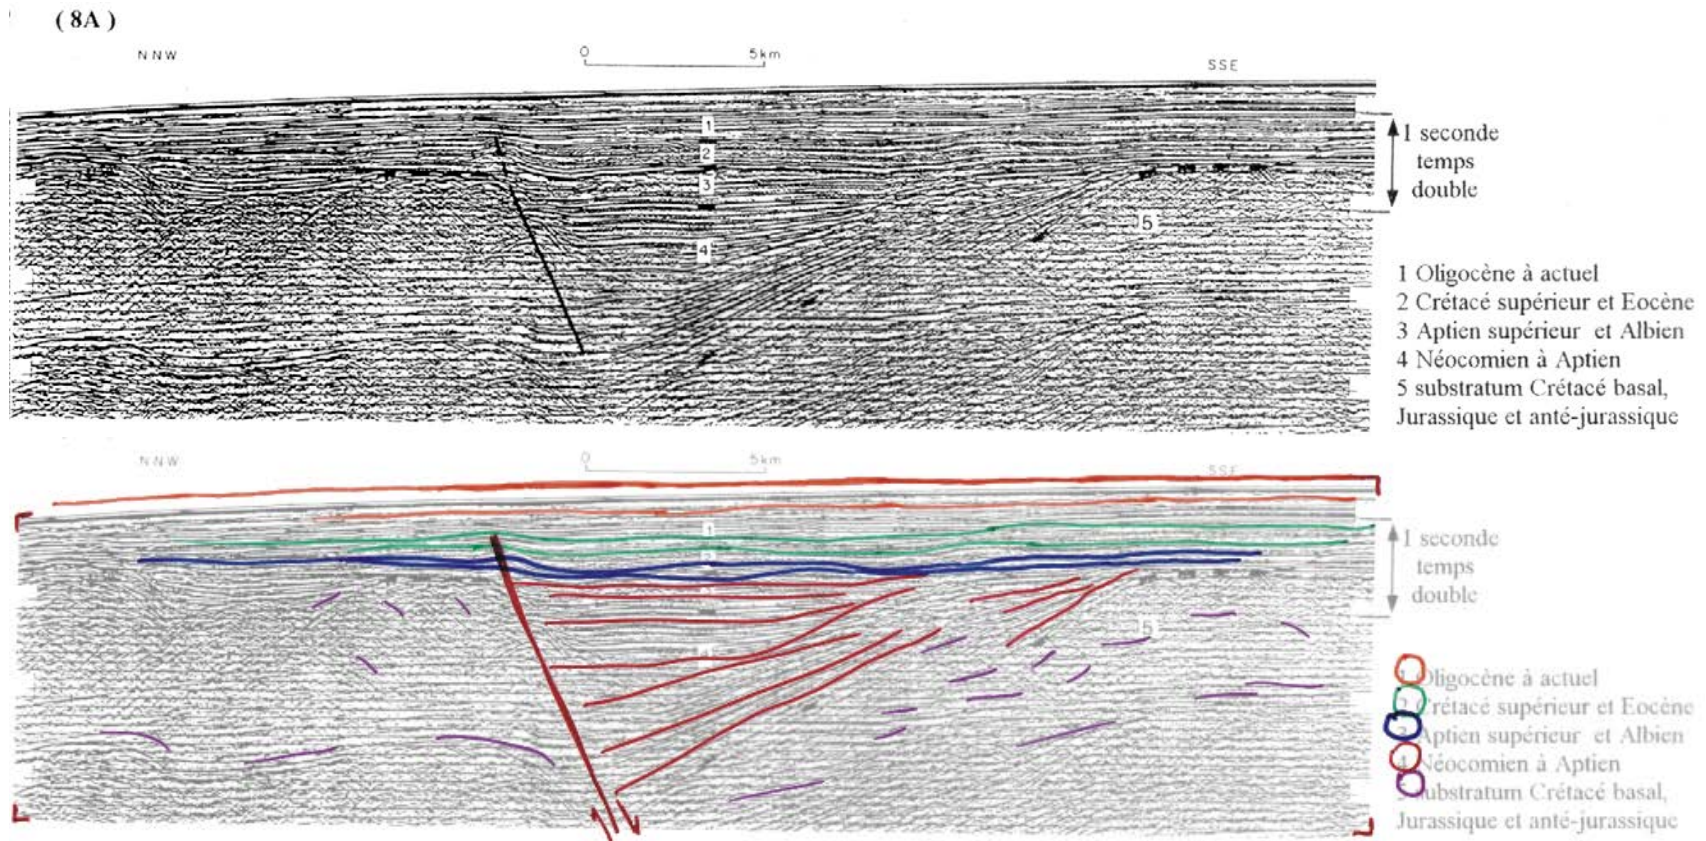 ( 8A )
NNW
0
5km
SSE
1
2
3
4
5
1 seconde
temps
double
1 Oligocène à actuel
2 Crétacé supérieur et Eocène
3 Aptien supérieur et Albien
4 Néocomien à Aptien
5 substratum Crétacé basal,
Jurassique et anté-jurassique
NNW
0
5km
SSE
1
2
5
1 seconde
temps
double
Oligocène à actuel
2 Crétacé supérieur et Eocène
Aptien supérieur et Albien
4 Néocomien à Aptien
substratum Crétacé basal,
Jurassique et anté-jurassique